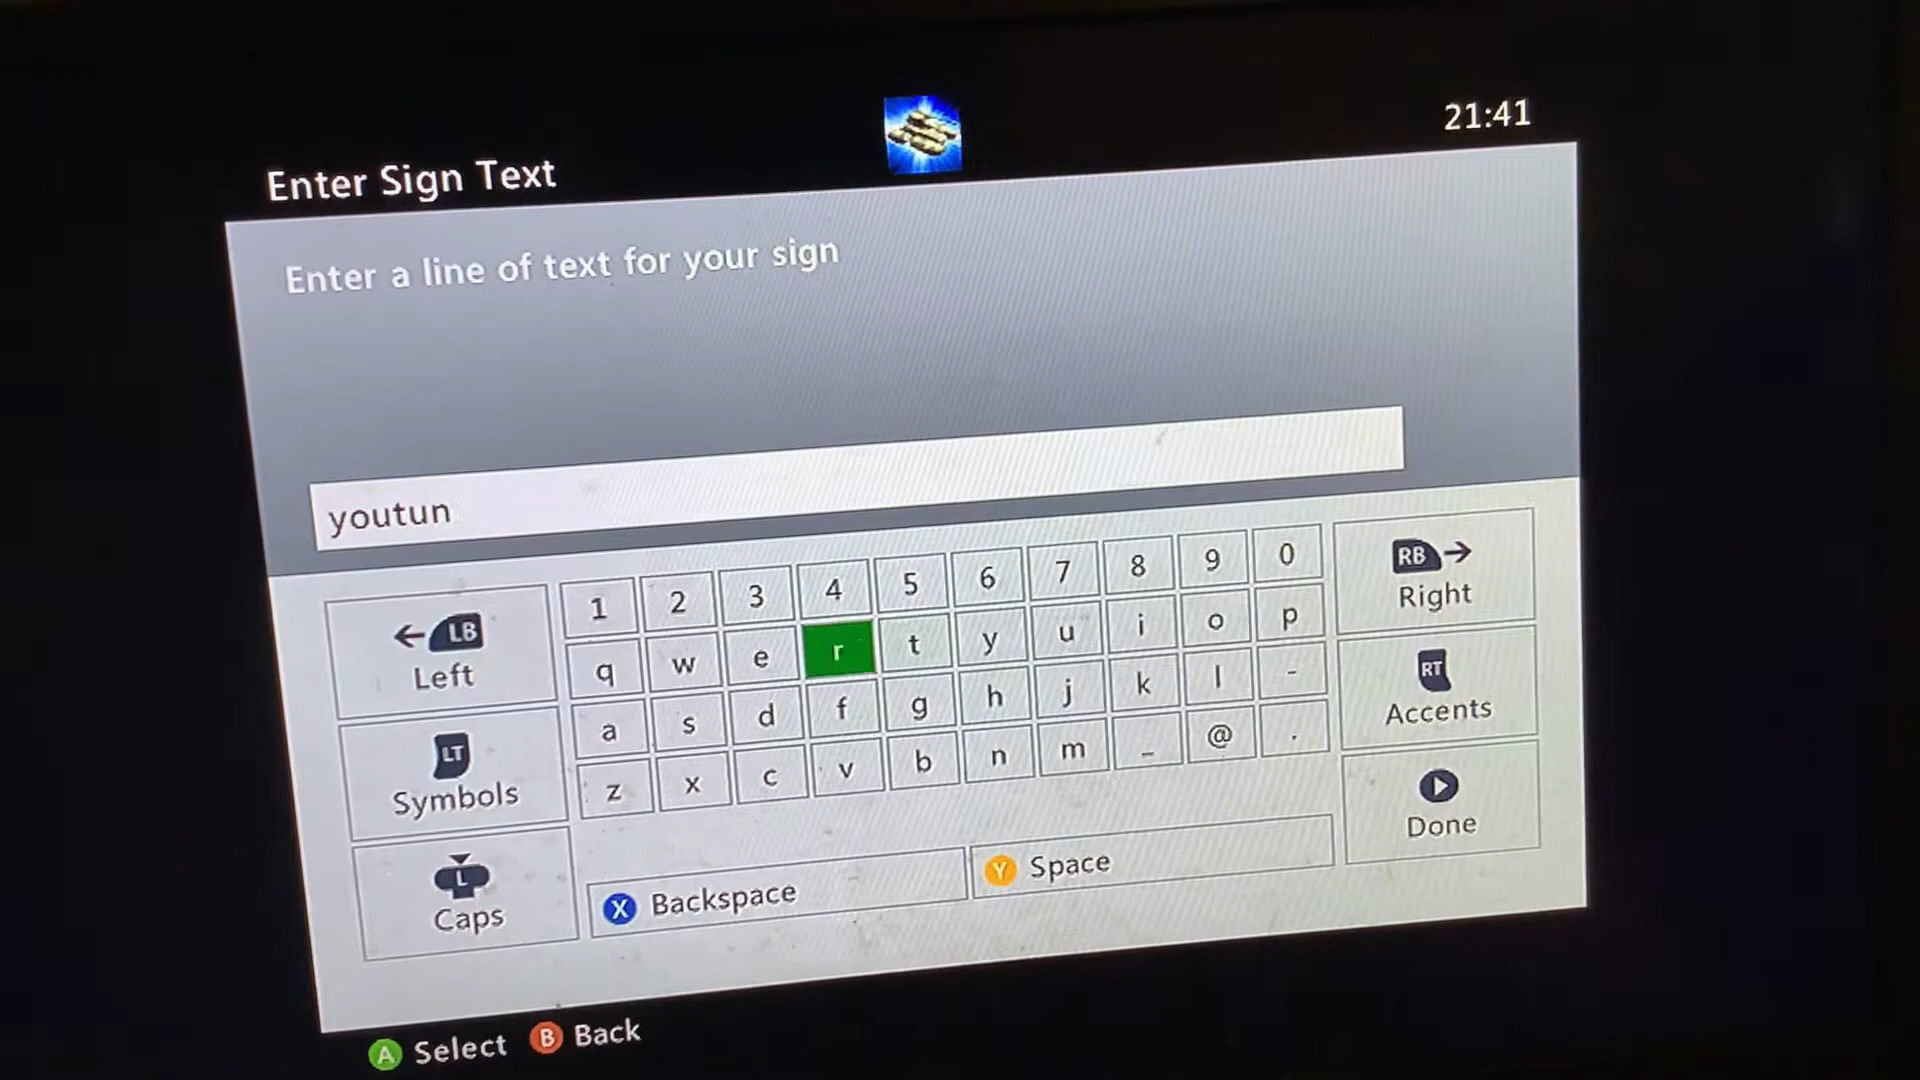 21:41
Enter Sign Text
Enter a line of text for your sign
youtun
LB
Left
LT
Symbols
L
Caps
1 2 3 4 5 6 7 8 9 0
q w e r t y u i o p
a s d f g h j k l -
z x c v b n m _ @ .
X Backspace
Y Space
RB
Right
RT
Accents
Done
A Select B Back